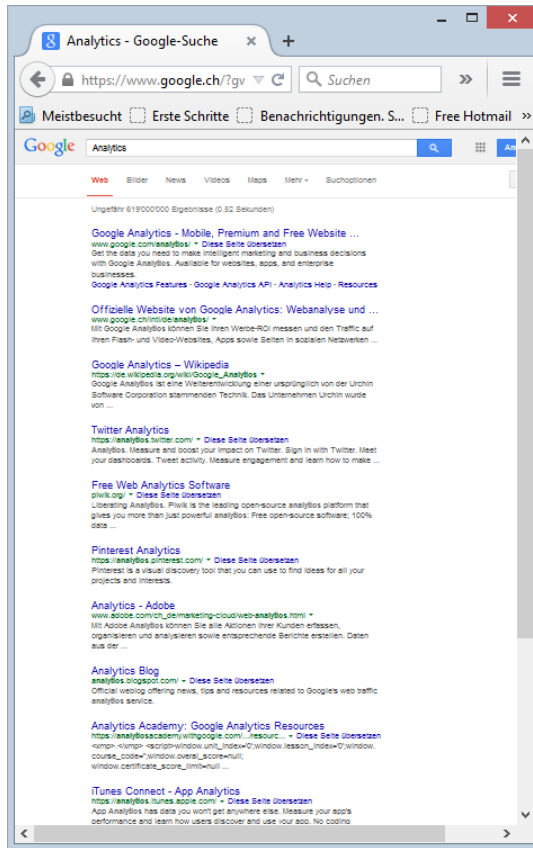 Analytics - Google-Suche
https://www.google.ch/?gv
Suchen
Meistbesucht Erste Schritte Benachrichtigungen. S... Free Hotmail »
Google Analytics
Web Bilder News Videos Maps Mehr Suchoptionen
Ungefähr 619'000'000 Ergebnisse (0.52 Sekunden)
Google Analytics - Mobile, Premium and Free Website ...
www.google.com/analytics/ Diese Seite übersetzen
Get the data you need to make intelligent marketing and business decisions
with Google Analytics. Available for websites, apps, and enterprise
businesses.
Google Analytics Features - Google Analytics API - Analytics Help - Resources
Offizielle Website von Google Analytics: Webanalyse und ...
www.google.ch/intl/de/analytics/
Mit Google Analytics können Sie Ihren Werbe-ROI messen und den Traffic auf
Ihren Flash- und Video-Websites, Apps sowie Seiten in sozialen Netzwerken ...
Google Analytics – Wikipedia
https://de.wikipedia.org/wiki/Google_Analytics
Google Analytics ist eine Weiterentwicklung einer ursprünglich von der Urchin
Software Corporation stammenden Technik. Das Unternehmen Urchin wurde
von ...
Twitter Analytics
https://analytics.twitter.com/ Diese Seite übersetzen
Analytics. Measure and boost your impact on Twitter. Sign in with Twitter. Meet
your dashboards. Tweet activity. Measure engagement and learn how to make ...
Free Web Analytics Software
piwik.org/ Diese Seite übersetzen
Liberating Analytics. Piwik is the leading open-source analytics platform that
gives you more than just powerful analytics: Free open-source software; 100%
data ...
Pinterest Analytics
https://analytics.pinterest.com/ Diese Seite übersetzen
Pinterest is a visual discovery tool that you can use to find ideas for all your
projects and interests.
Analytics - Adobe
www.adobe.com/ch_de/marketing-cloud/web-analytics.html
Mit Adobe Analytics können Sie alle Aktionen Ihrer Kunden erfassen,
organisieren und analysieren sowie entsprechende Berichte erstellen. Daten
aus der ...
Analytics Blog
analytics.blogspot.com/ Diese Seite übersetzen
Official weblog offering news, tips and resources related to Google's web traffic
analytics service.
Analytics Academy: Google Analytics Resources
https://analyticsacademy.withgoogle.com/.../resourc... Diese Seite übersetzen
<xmp>.</xmp> <script>window.unit_index='0';window.lesson_index='0';window.
course_code='';window.overal_score=null;
window.certificate_score_limit=null ...
iTunes Connect - App Analytics
https://analytics.itunes.apple.com/ Diese Seite übersetzen
App Analytics has data you won't get anywhere else. Measure your app's
performance and learn how users discover and use your app. No coding